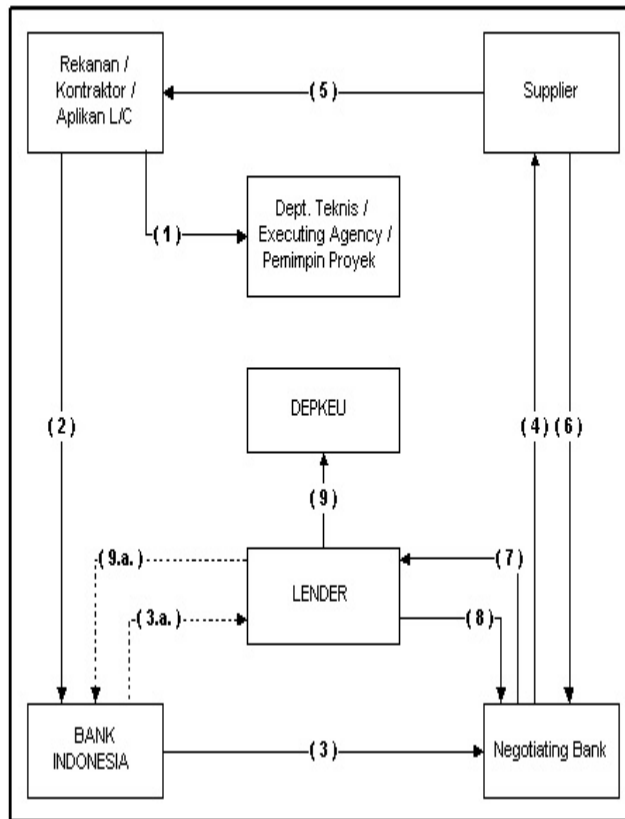 Rekanan /
Kontraktor /
Aplikan L/C
( 5 )
Supplier
( 1 )
Dept. Teknis /
Executing Agency /
Pemimpin Proyek
DEPKEU
( 2 )
( 4 )
( 6 )
( 9 )
( 9.a. )
( 7 )
LENDER
( 3.a. )
( 8 )
BANK
INDONESIA
( 3 )
Negotiating Bank